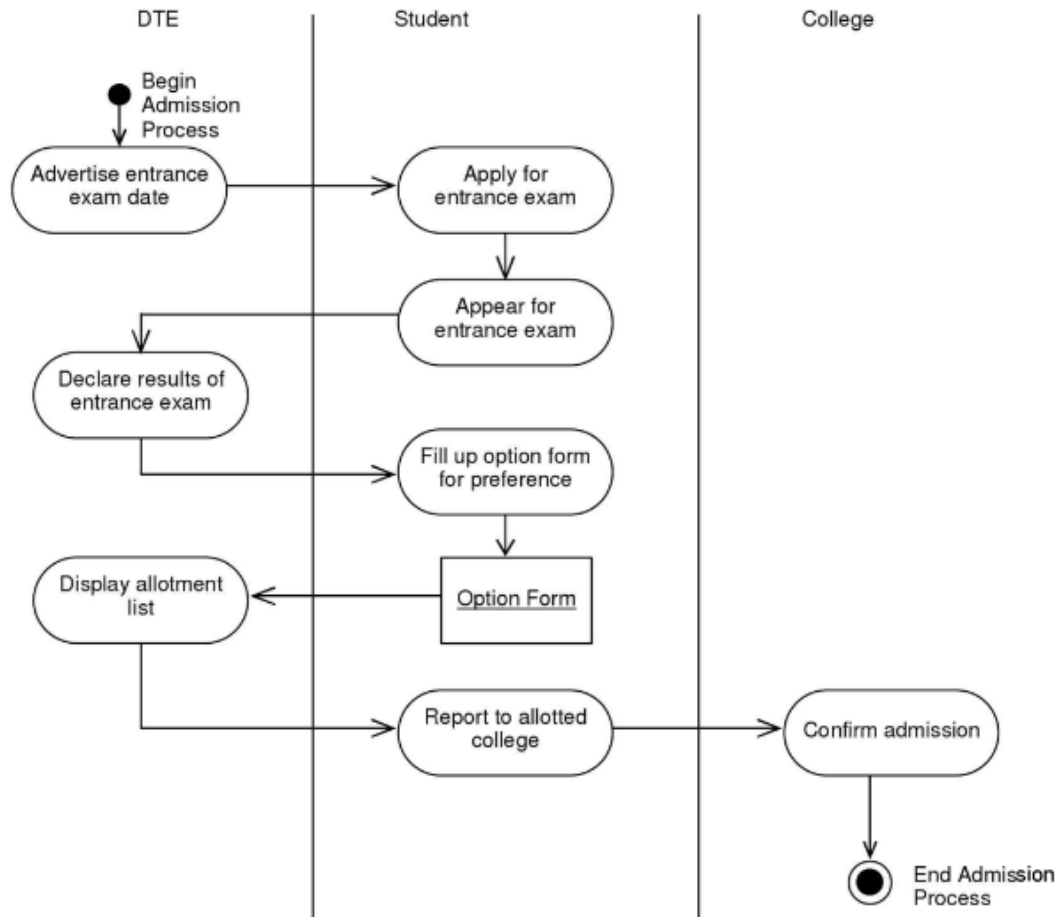 DTE
Student
College
Begin
Admission
Process
Advertise entrance
exam date
Apply for
entrance exam
Appear for
entrance exam
Declare results of
entrance exam
Fill up option form
for preference
Display allotment
list
Option Form
Report to allotted
college
Confirm admission
End Admission
Process